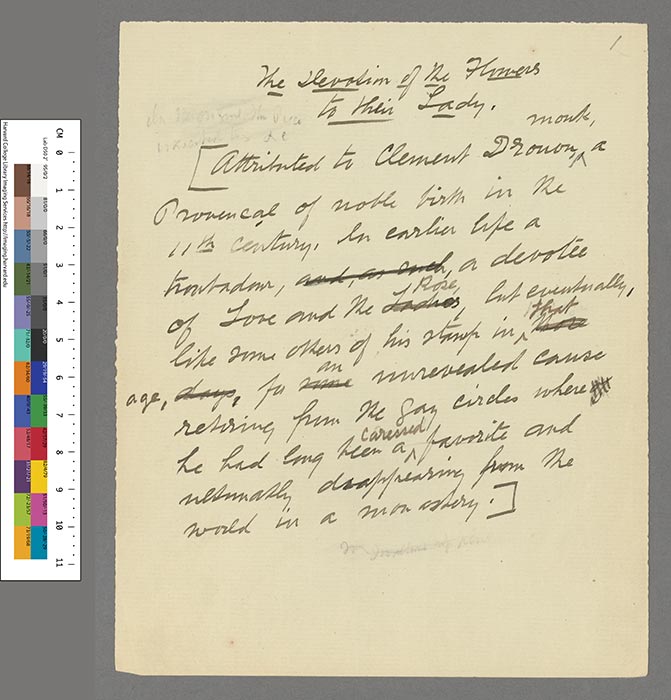 1
The Devotion of the Flowers
to their Lady.
monk,
[Attributed to Clement Drouon, a
Provencal of noble birth in the
11th century. In earlier life a
troubadour, and, as such, a devotee
Rose,
of Love and the Ladies, but eventually,
that
like some others of his stamp in
an
age, days, for some unrevealed cause
retiring from the gay circles where
caressed
he had long been a favorite and
ultimately disappearing from the
world in a monastery.]
CM 0 1 2 3 4 5 6 7 8 9 10 11
Harvard College Library Imaging Services http://imaging.harvard.edu